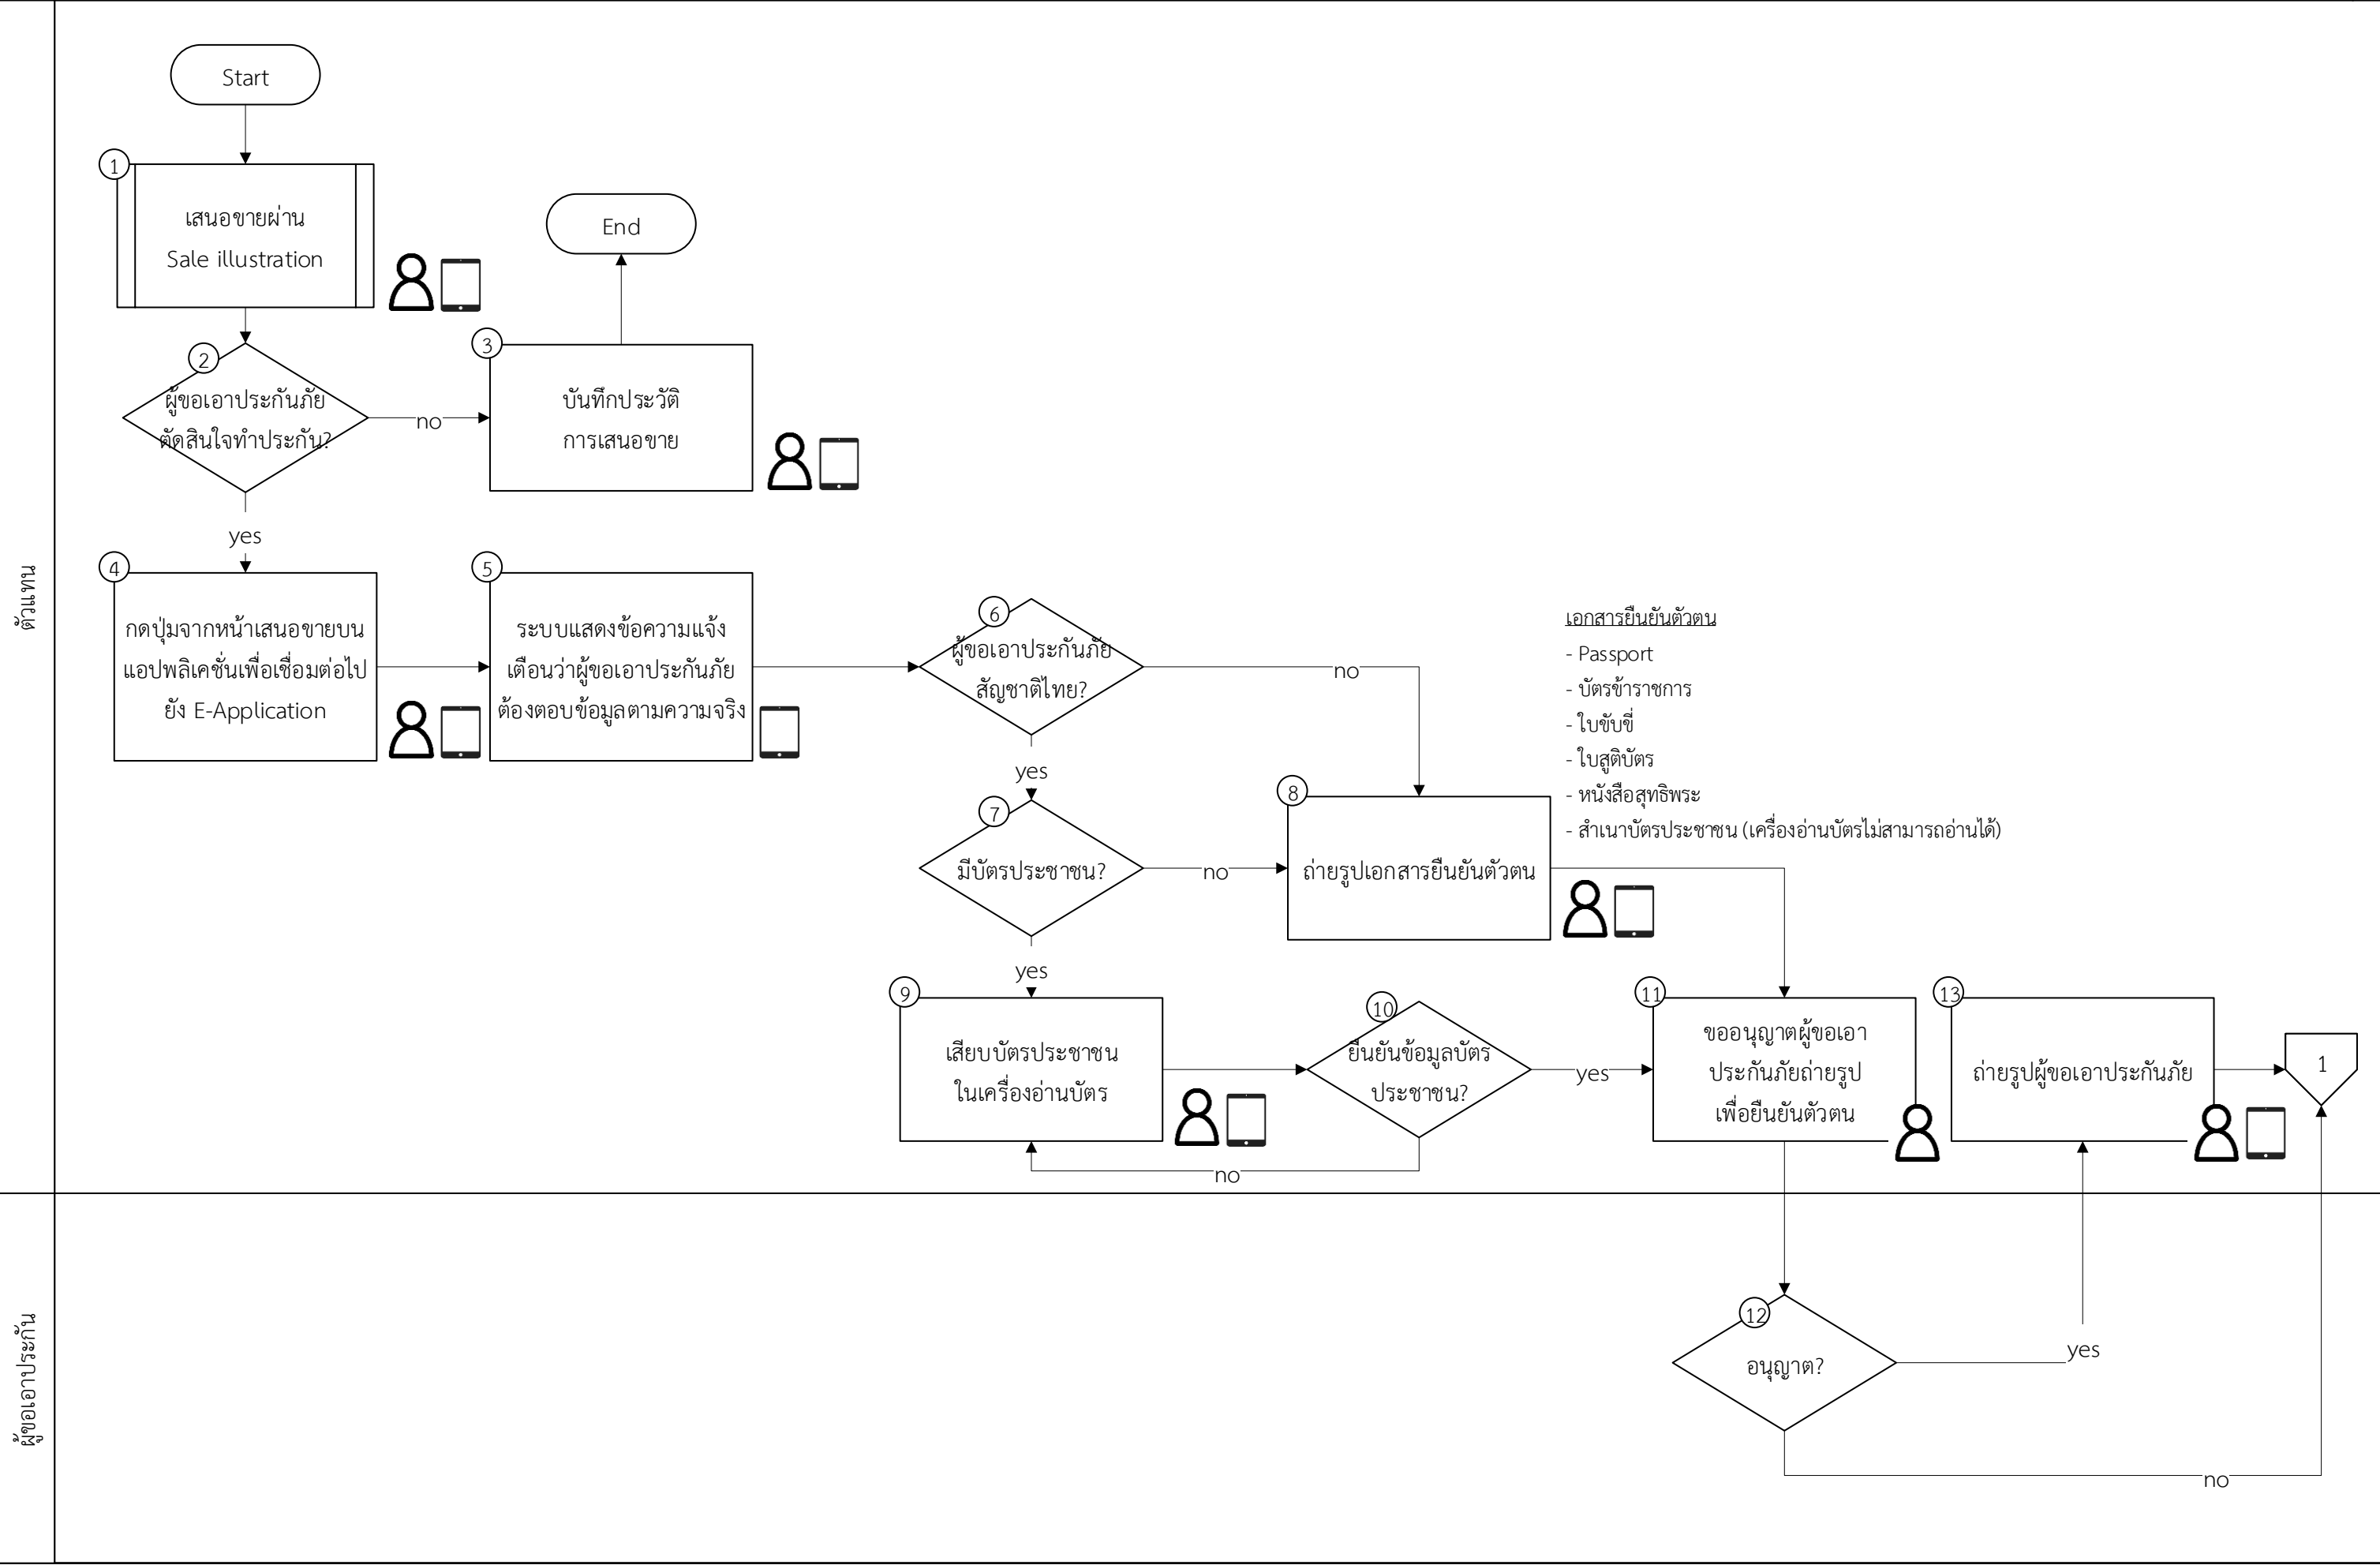 Start
1
เสนอขายผ่าน
Sale illustration
End
2
ผู้ขอเอาประกันภัย
ตัดสินใจทำประกัน?
no
3
บันทึกประวัติ
การเสนอขาย
yes
ตัวแทน
4
กดปุ่มจากหน้าเสนอขายบน
แอปพลิเคชั่นเพื่อเชื่อมต่อไป
ยัง E-Application
5
ระบบแสดงข้อความแจ้ง
เตือนว่าผู้ขอเอาประกันภัย
ต้องตอบข้อมูลตามความจริง
6
ผู้ขอเอาประกันภัย
สัญชาติไทย?
no
yes
เอกสารยืนยันตัวตน
- Passport
- บัตรข้าราชการ
- ใบขับขี่
- ใบสูติบัตร
- หนังสือสุทธิพระ
- สำเนาบัตรประชาชน (เครื่องอ่านบัตรไม่สามารถอ่านได้)
7
มีบัตรประชาชน?
no
8
ถ่ายรูปเอกสารยืนยันตัวตน
yes
9
เสียบบัตรประชาชน
ในเครื่องอ่านบัตร
10
ยืนยันข้อมูลบัตร
ประชาชน?
yes
no
11
ขออนุญาตผู้ขอเอา
ประกันภัยถ่ายรูป
เพื่อยืนยันตัวตน
13
ถ่ายรูปผู้ขอเอาประกันภัย
1
ผู้ขอเอาประกัน
12
อนุญาต?
yes
no